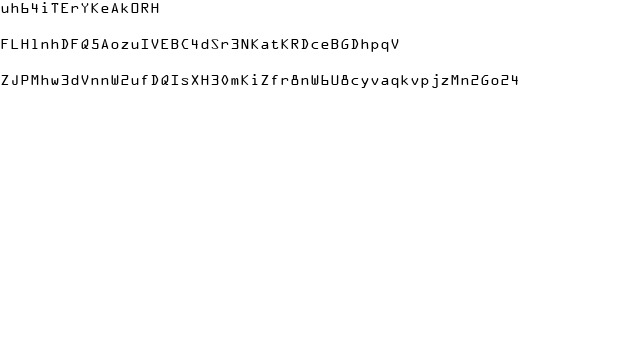 uh64iTErYKeAkORH
FLH1nhDFQ5AozuIVEBC4dSr3NKatKRDceBGDhpqV
ZJPMhw3dVnnW2ufDQIsXH30mKiZfr8nW6U8cyvaqkvpjzMn2Go24